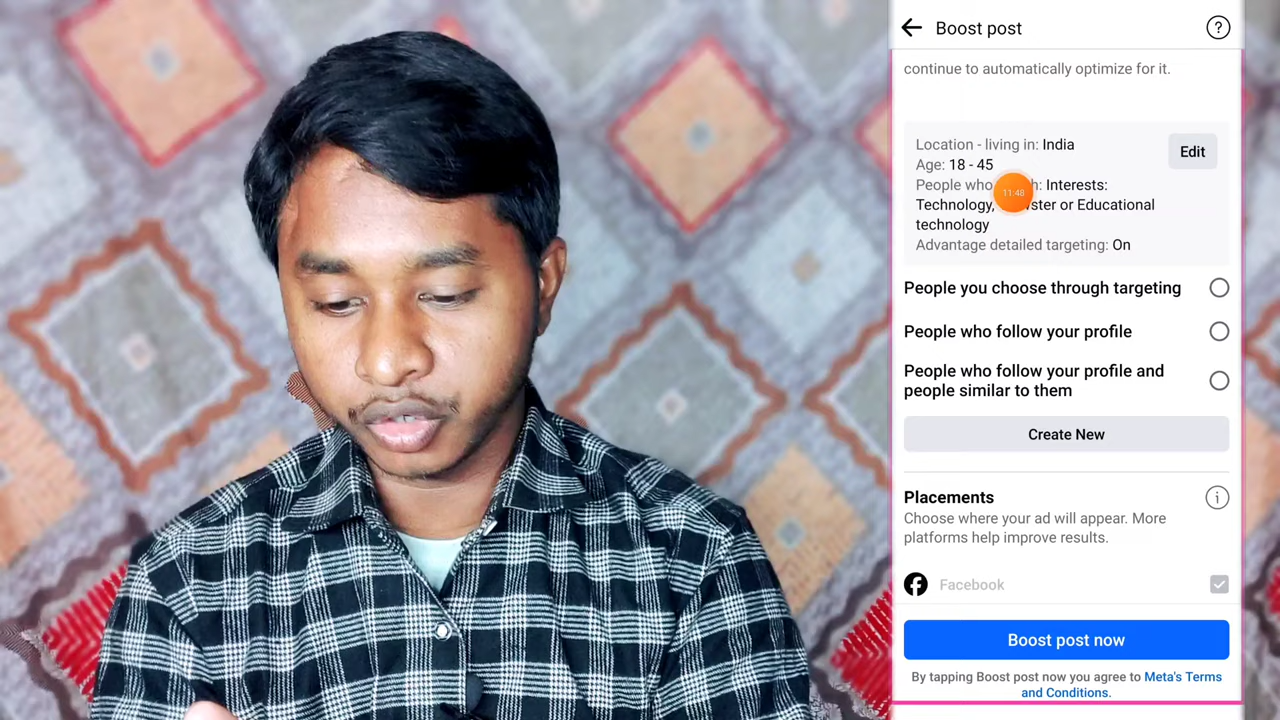 Boost post
?
continue to automatically optimize for it.
Location - living in: India
Edit
Age: 18 - 45
People who h: Interests:
11:48
Technology, ster or Educational
technology
Advantage detailed targeting: On
People you choose through targeting
People who follow your profile
People who follow your profile and
people similar to them
Create New
Placements
Choose where your ad will appear. More
platforms help improve results.
Facebook
Boost post now
By tapping Boost post now you agree to Meta's Terms
and Conditions.